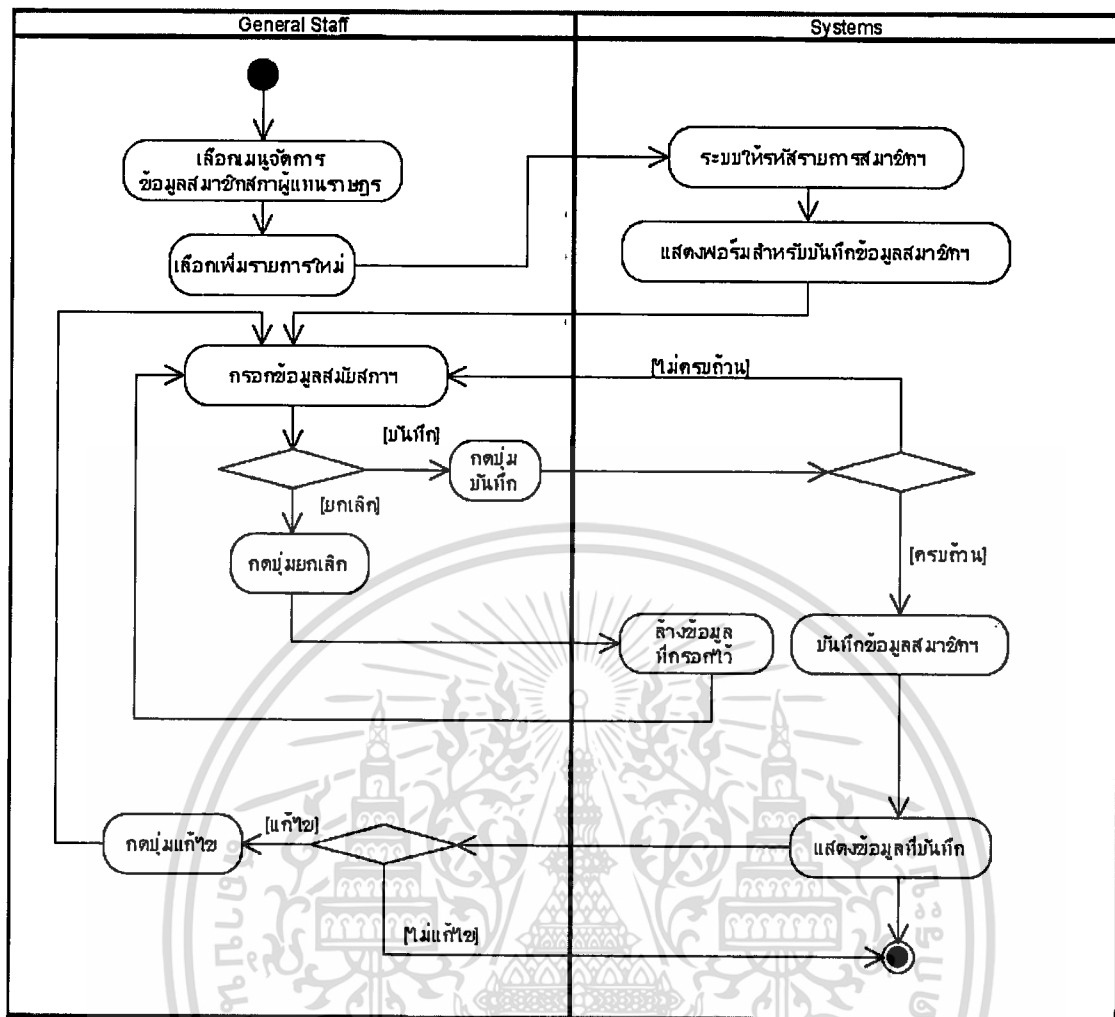 General Staff
Systems
เลือกเมนูจัดการ
ข้อมูลสมาชิกสภาผู้แทนราษฎร
ระบบให้รหัสรายการสมาชิกฯ
เลือกเพิ่มรายการใหม่
แสดงฟอร์มสำหรับบันทึกข้อมูลสมาชิกฯ
กรอกข้อมูลสมัยสภาฯ
[ไม่ครบถ้วน]
[บันทึก]
กดปุ่ม
บันทึก
[ยกเลิก]
กดปุ่มยกเลิก
[ครบถ้วน]
ล้างข้อมูล
ที่กรอกไว้
บันทึกข้อมูลสมาชิกฯ
กดปุ่มแก้ไข
[แก้ไข]
แสดงข้อมูลที่บันทึก
[ไม่แก้ไข]